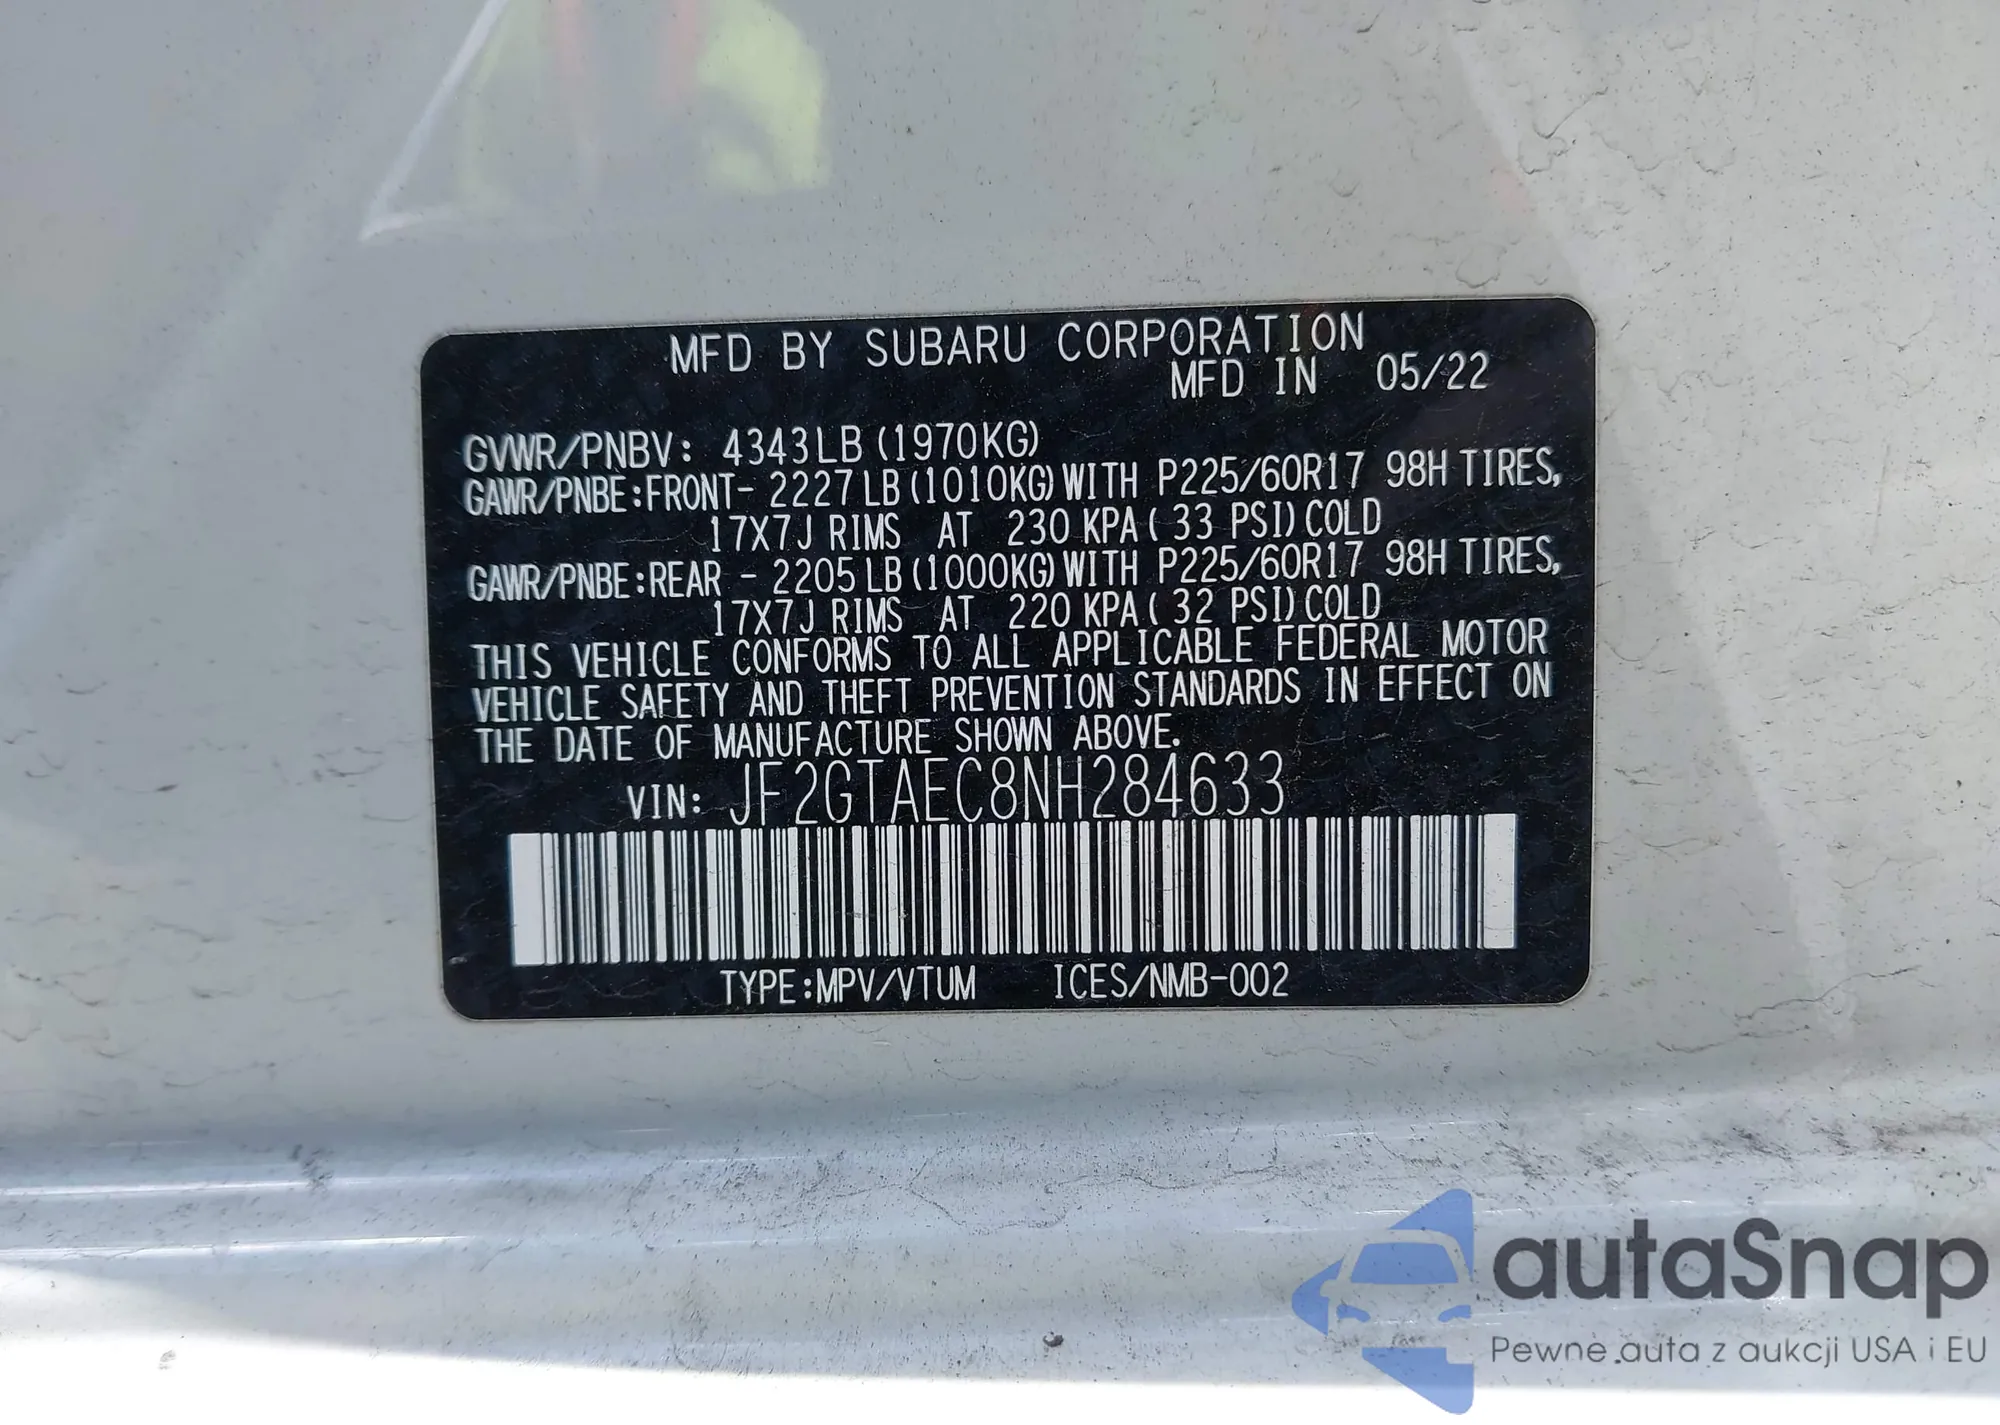 MFD BY SUBARU CORPORATION
MFD IN 05/22
GVWR/PNBV: 4343LB(1970KG)
GAWR/PNBE:FRONT- 2227LB(1010KG)WITH P225/60R17 98H TIRES,
17X7J RIMS AT 230 KPA( 33 PSI)COLD
GAWR/PNBE:REAR - 2205LB(1000KG)WITH P225/60R17 98H TIRES,
17X7J RIMS AT 220 KPA( 32 PSI)COLD
THIS VEHICLE CONFORMS TO ALL APPLICABLE FEDERAL MOTOR
VEHICLE SAFETY AND THEFT PREVENTION STANDARDS IN EFFECT ON
THE DATE OF MANUFACTURE SHOWN ABOVE.
VIN: JF2GTAEC8NH284633
TYPE:MPV/VTUM ICES/NMB-002
autoSnap
Pewne auta z aukcji USA i EU